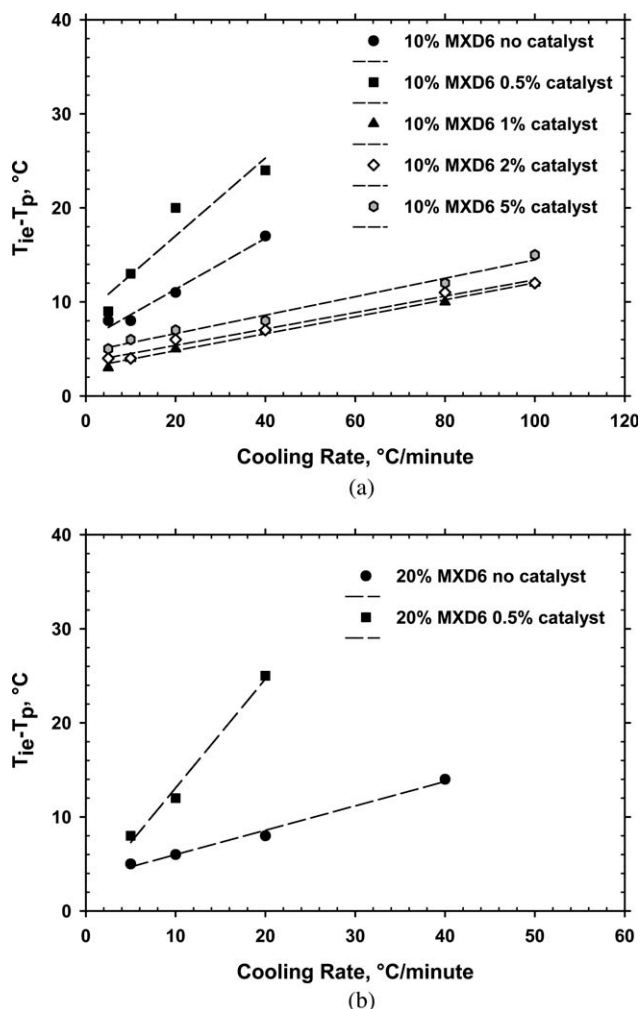 40
30
20
10
0
0 20 40 60 80 100 120
Tie-Tp, °C
Cooling Rate, °C/minute
10% MXD6 no catalyst
10% MXD6 0.5% catalyst
10% MXD6 1% catalyst
10% MXD6 2% catalyst
10% MXD6 5% catalyst
(a)
40
30
20
10
0
0 10 20 30 40 50 60
Tie-Tp, °C
Cooling Rate, °C/minute
20% MXD6 no catalyst
20% MXD6 0.5% catalyst
(b)